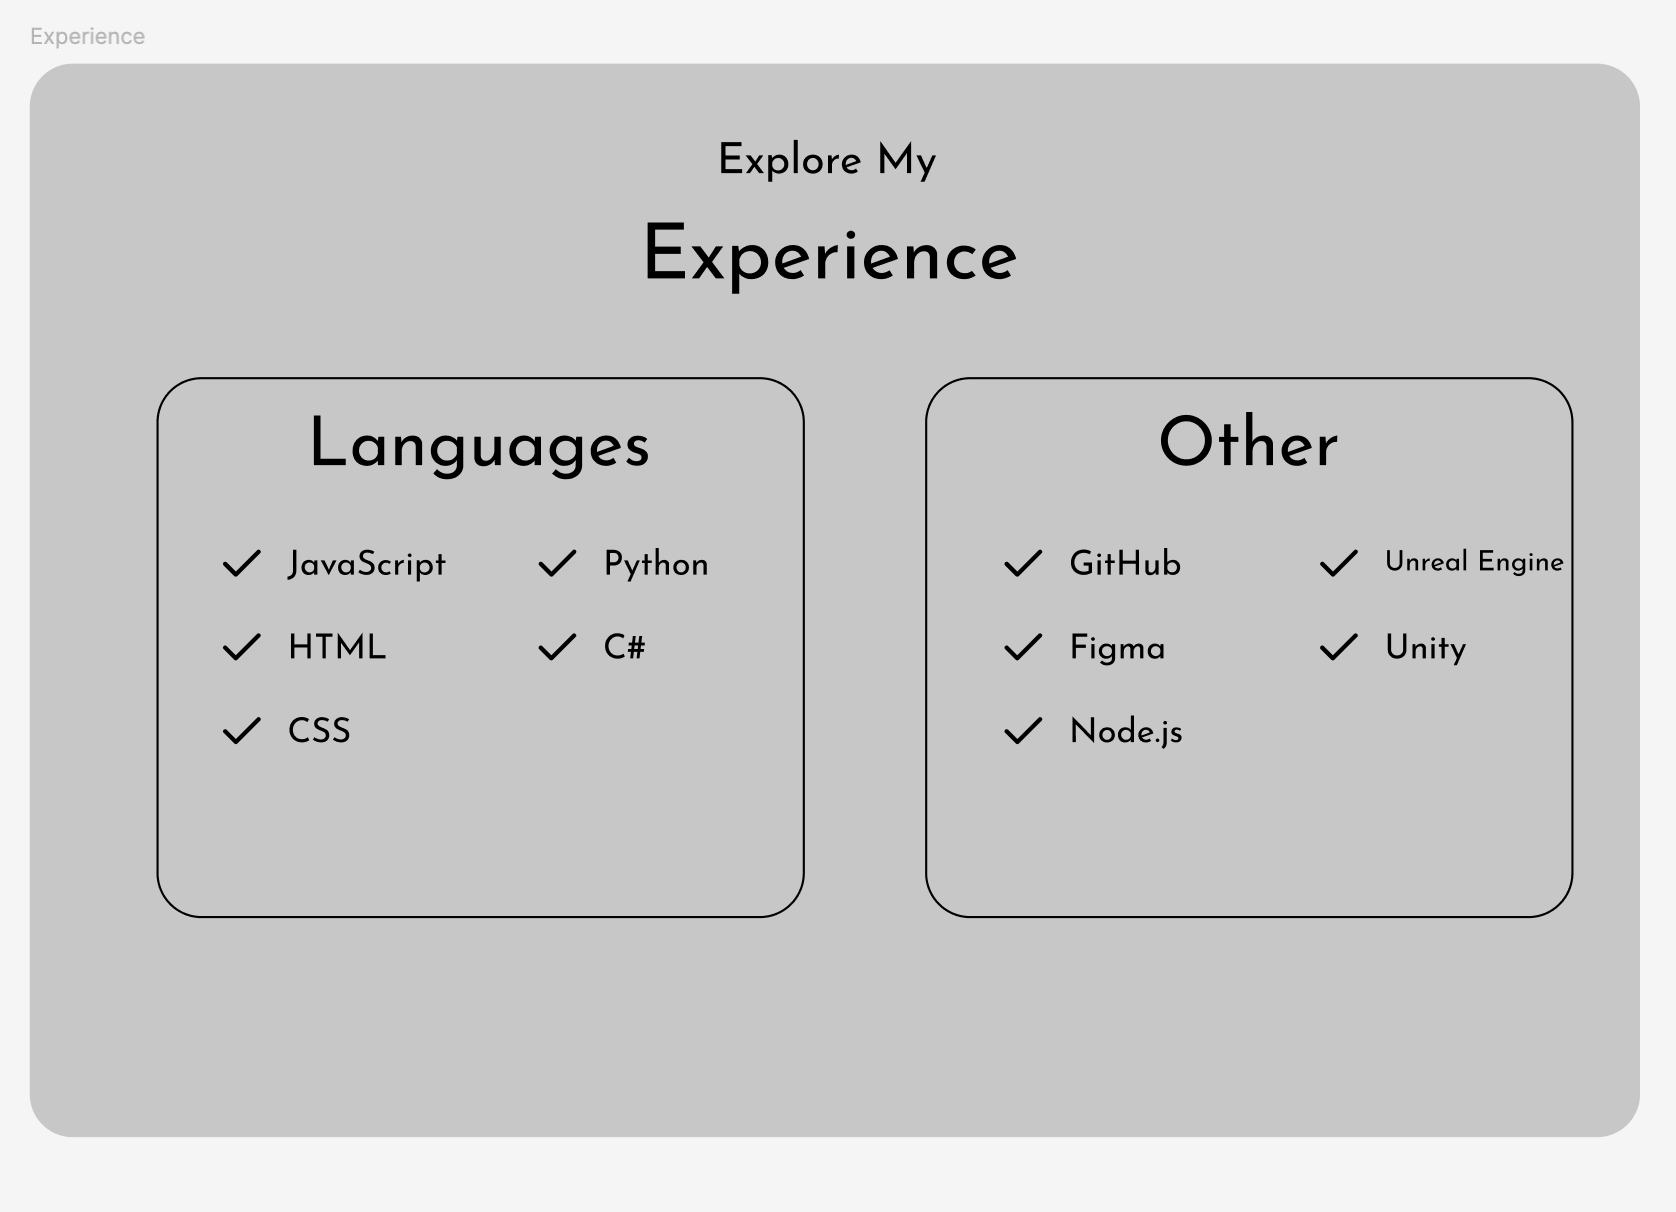 Experience
Explore My
Experience
Languages
JavaScript
Python
HTML
C#
CSS
Other
GitHub
Unreal Engine
Figma
Unity
Node.js